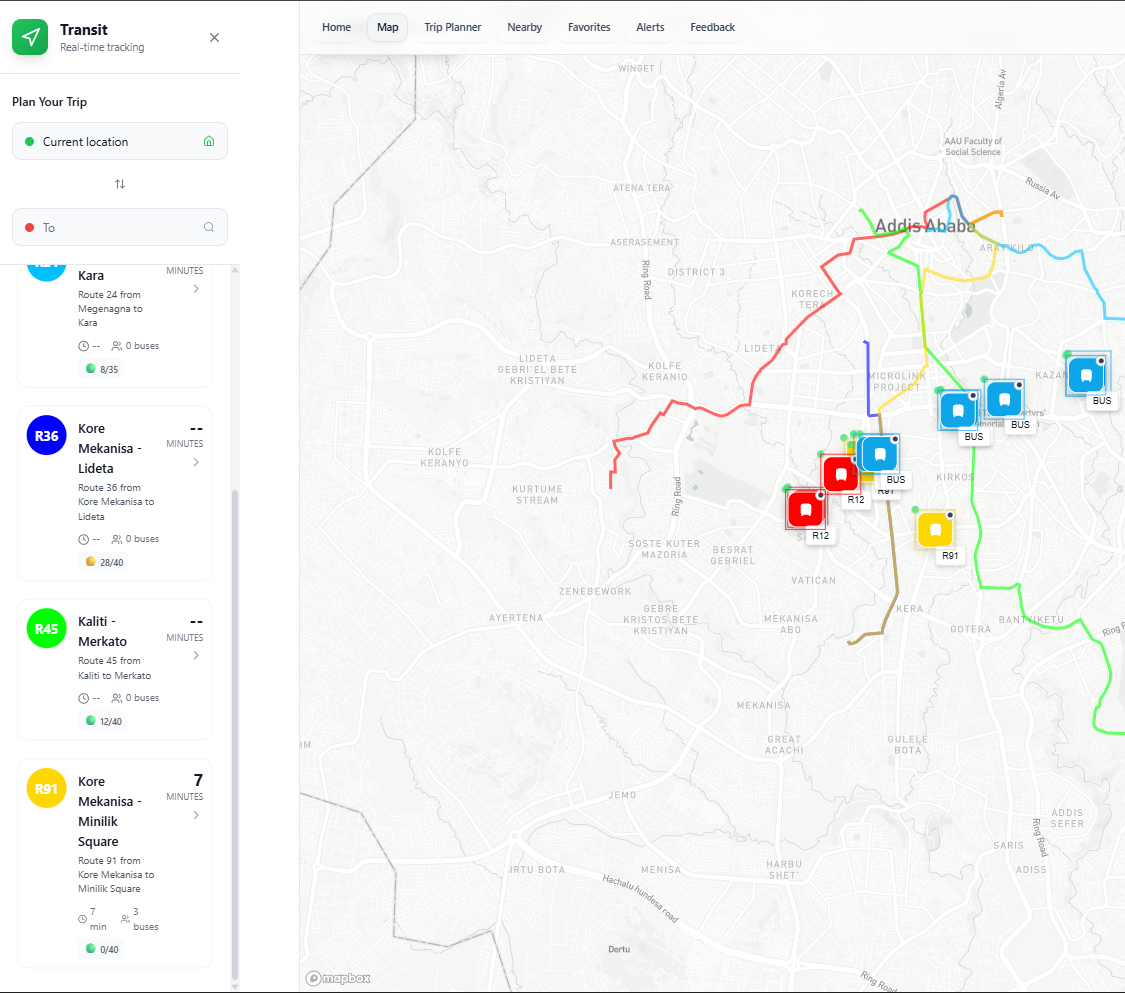 Transit
Real-time tracking
Plan Your Trip
Current location
To
Kara
MINUTES
Route 24 from
Megenagna to
Kara
--
0 buses
8/35
R36
Kore
Mekanisa -
Lideta
--
MINUTES
Route 36 from
Kore Mekanisa to
Lideta
--
0 buses
28/40
R45
Kaliti -
Merkato
--
MINUTES
Route 45 from
Kaliti to Merkato
--
0 buses
12/40
R91
Kore
Mekanisa -
Minilik
Square
7
MINUTES
Route 91 from
Kore Mekanisa to
Minilik Square
7
min
3
buses
0/40
Home
Map
Trip Planner
Nearby
Favorites
Alerts
Feedback
WINGET
Algeria Av
AAU Faculty of
Social Science
Russia Av
ATENA TERA
Addis Ababa
ASERASEMENT
ARAT KILO
Ring Road
DISTRICT 3
KORECH
TERA
LIDETA
LIDETA
GEBRI'EL BETE
KRISTIYAN
KOLFE
KERANIO
MICROLINK
PROJECT
KAZAN
BUS
BUS
BUS
KOLFE
KERANYO
KURTUME
STREAM
Ring Road
KIRKOS
BUS
R91
R12
R12
R91
SOSTE KUTER
MAZORIA
BESRAT
GEBRIEL
VATICAN
ZENEBEWORK
AYERTENA
GEBRE
KRISTOS BETE
KRISTIYAN
MEKANISA
ABO
KERA
GOTERA
BANTYIKETU
MEKANISA
GREAT
ACACHI
GULELE
BOTA
IM
JEMO
ADDIS
SEFER
Ring Road
SARIS
ADISS
IRTU BOTA
MENISA
HARBU
SHET'
Hachalu hundesa road
Dertu
Ring Road
mapbox